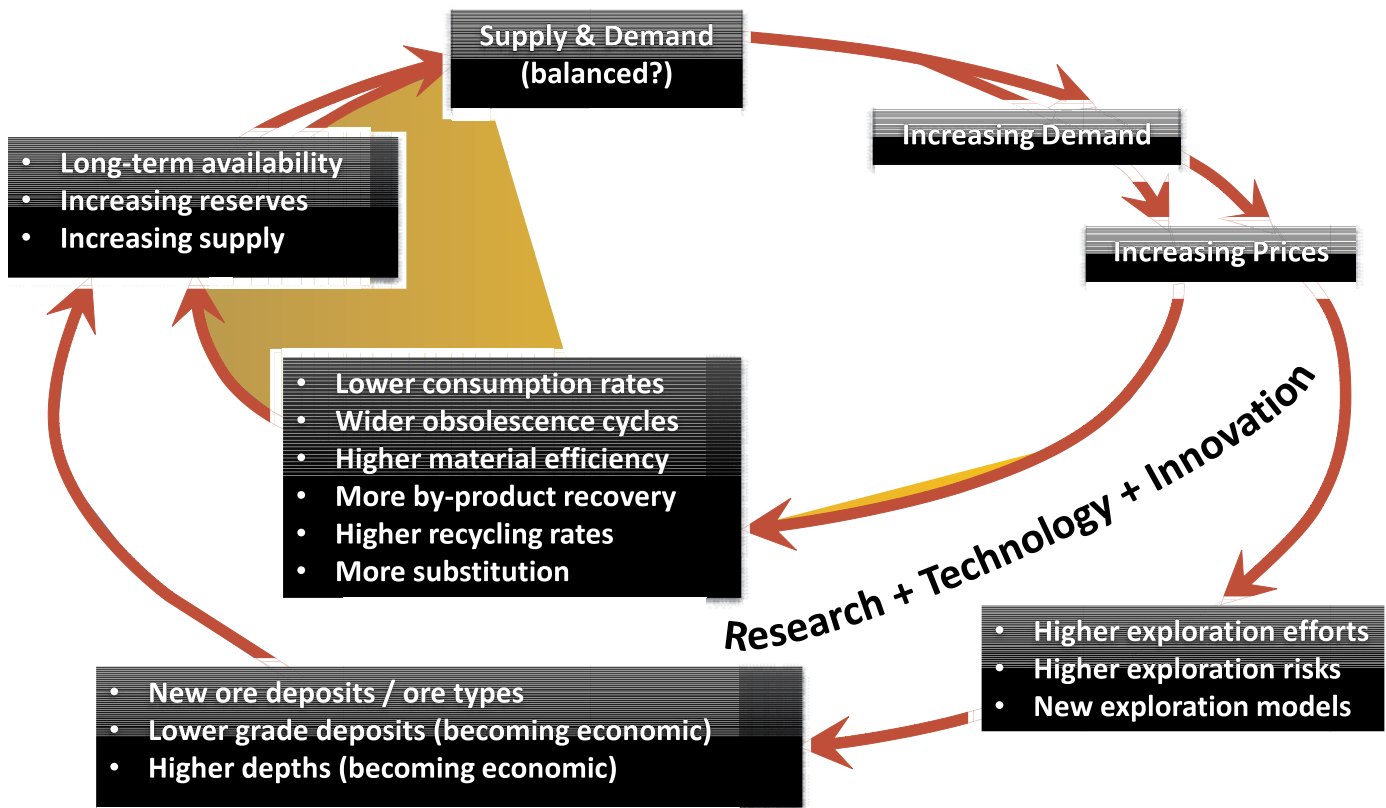 Supply & Demand
(balanced?)
Increasing Demand
Increasing Prices
• Long-term availability
• Increasing reserves
• Increasing supply
• Lower consumption rates
• Wider obsolescence cycles
• Higher material efficiency
• More by-product recovery
• Higher recycling rates
• More substitution
Research + Technology + Innovation
• Higher exploration efforts
• Higher exploration risks
• New exploration models
• New ore deposits / ore types
• Lower grade deposits (becoming economic)
• Higher depths (becoming economic)